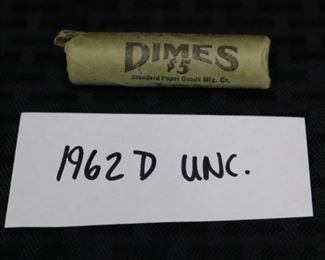 DIMES
$5
Standard Paper Goods Mfg. Co.
1962 D UNC.